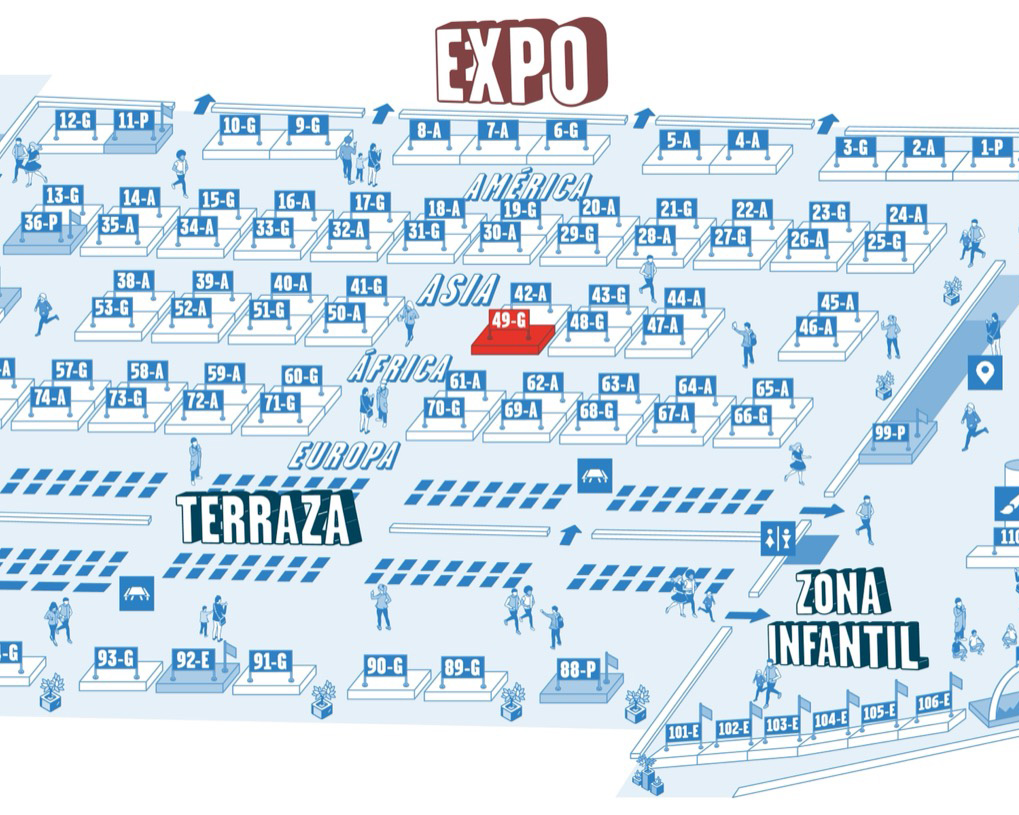 EXPO
12-G 11-P 10-G 9-G 8-A 7-A 6-G 5-A 4-A 3-G 2-A 1-P
AMÉRICA
13-G 14-A 15-G 16-A 17-G 18-A 19-G 20-A 21-G 22-A 23-G 24-A
36-P 35-A 34-A 33-G 32-A 31-G 30-A 29-G 28-A 27-G 26-A 25-G
ASIA
38-A 39-A 40-A 41-G 42-A 43-G 44-A 45-A
53-G 52-A 51-G 50-A 49-G 48-G 47-A 46-A
ÁFRICA
57-G 58-A 59-A 60-G 61-A 62-A 63-A 64-A 65-A
74-A 73-G 72-A 71-G 70-G 69-A 68-G 67-A 66-G
99-P
EUROPA
TERRAZA
ZONA
INFANTIL
93-G 92-E 91-G 90-G 89-G 88-P
101-E 102-E 103-E 104-E 105-E 106-E